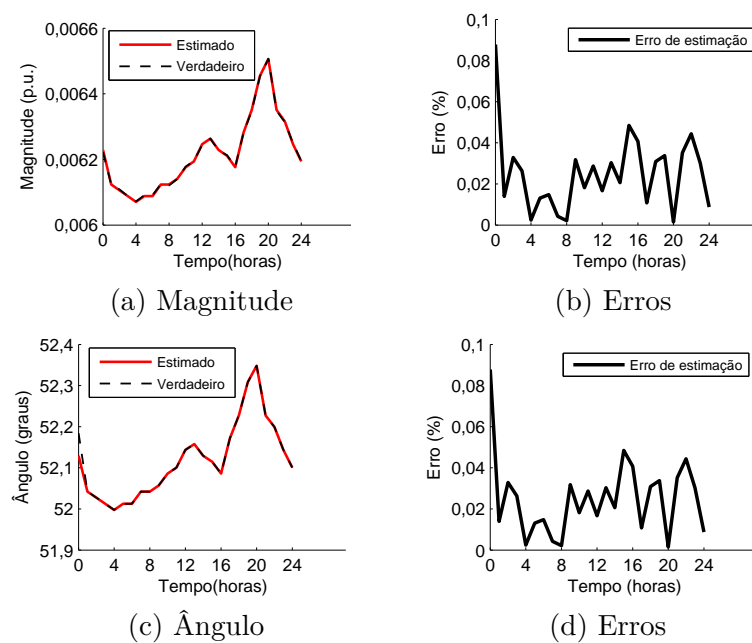 0,0066
0,0064
0,0062
0,006
Magnitude (p.u.)
Estimado
Verdadeiro
0 4 8 12 16 20 24
Tempo(horas)
(a) Magnitude
0,1
0,08
0,06
0,04
0,02
0
Erro (%)
Erro de estimação
0 4 8 12 16 20 24
Tempo (horas)
(b) Erros
52,4
52,3
52,2
52,1
52
51,9
Ângulo (graus)
Estimado
Verdadeiro
0 4 8 12 16 20 24
Tempo(horas)
(c) Ângulo
0,1
0,08
0,06
0,04
0,02
0
Erro (%)
Erro de estimação
0 4 8 12 16 20 24
Tempo (horas)
(d) Erros